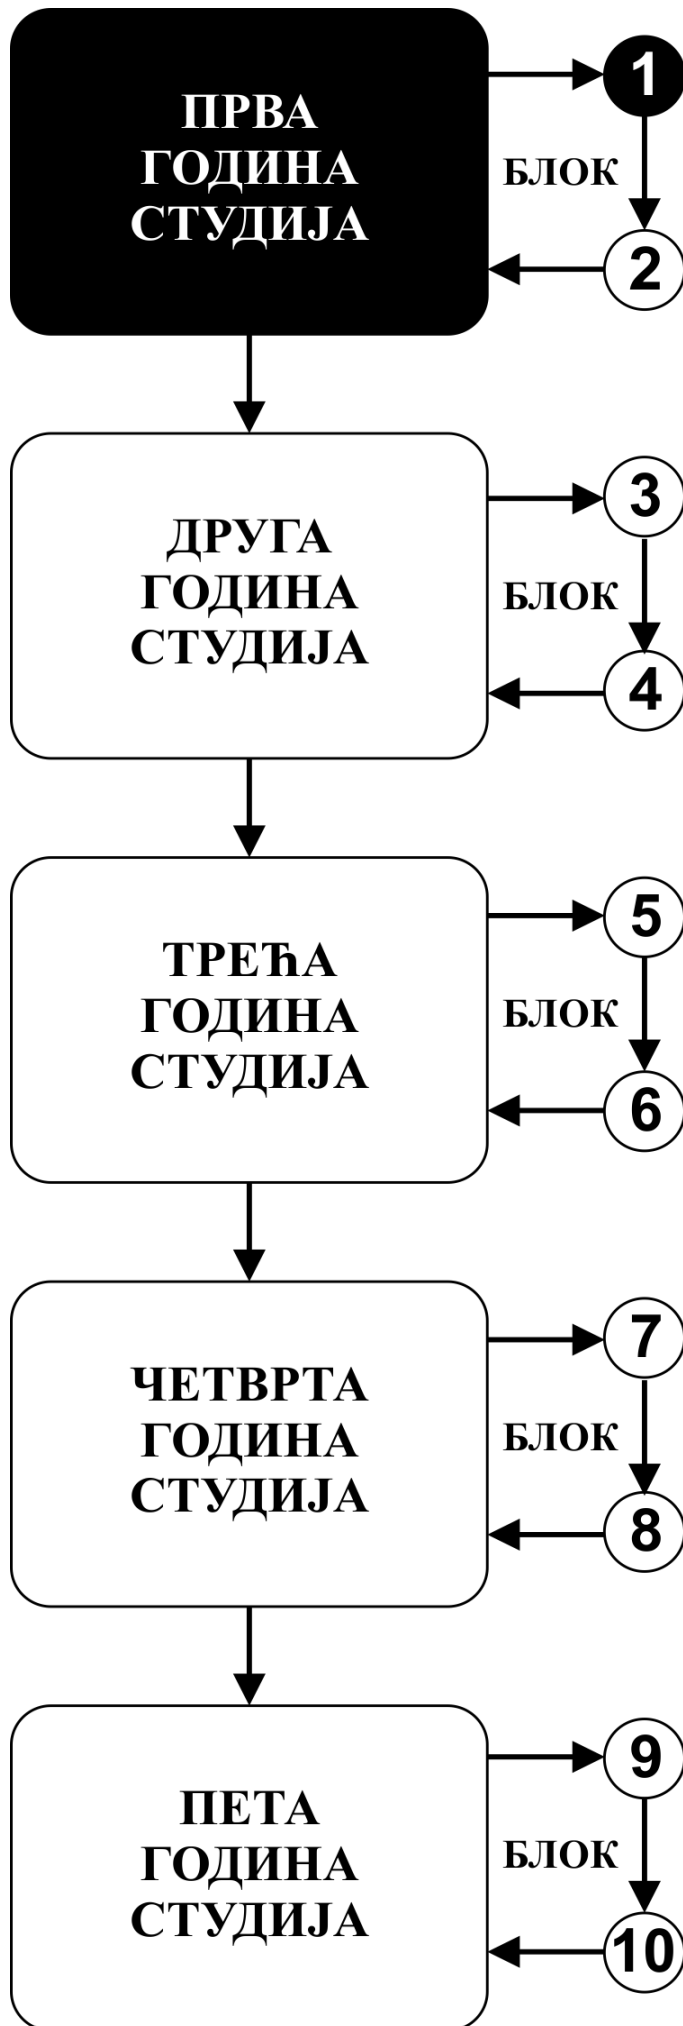 ПРВА
ГОДИНА
СТУДИЈА
1
БЛОК
2
ДРУГА
ГОДИНА
СТУДИЈА
3
БЛОК
4
ТРЕЋА
ГОДИНА
СТУДИЈА
5
БЛОК
6
ЧЕТВРТА
ГОДИНА
СТУДИЈА
7
БЛОК
8
ПЕТА
ГОДИНА
СТУДИЈА
9
БЛОК
10